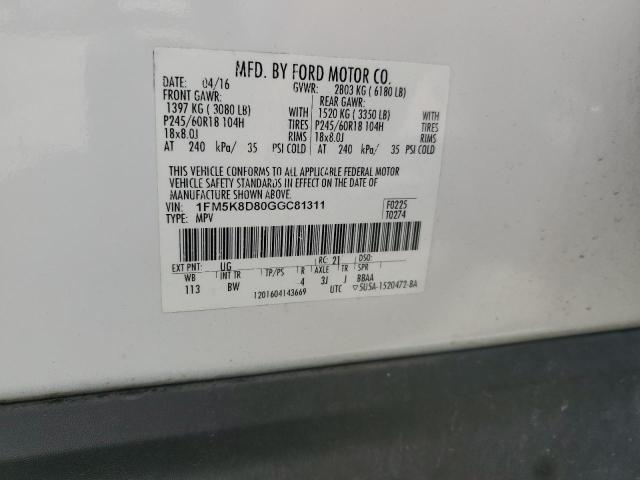 MFD. BY FORD MOTOR CO.
DATE: 04/16 GVWR: 2803 KG ( 6180 LB)
FRONT GAWR: REAR GAWR:
1397 KG ( 3080 LB) WITH 1520 KG ( 3350 LB) WITH
P245/60R18 104H TIRES P245/60R18 104H TIRES
18x8.0J RIMS 18x8.0J RIMS
AT 240 kPa/ 35 PSI COLD AT 240 kPa/ 35 PSI COLD
THIS VEHICLE CONFORMS TO ALL APPLICABLE FEDERAL MOTOR
VEHICLE SAFETY STANDARDS IN EFFECT ON THE DATE OF
MANUFACTURE SHOWN ABOVE.
VIN: 1FM5K8D80GGC81311 F0225
TYPE: MPV T0274
EXT PNT: UG RC: 21 DSO:
WB INT TR TP/PS R AXLE TR SPR
113 BW 4 3J J BBAA
1201604143669 UTC ▽5USA-1520472-BA